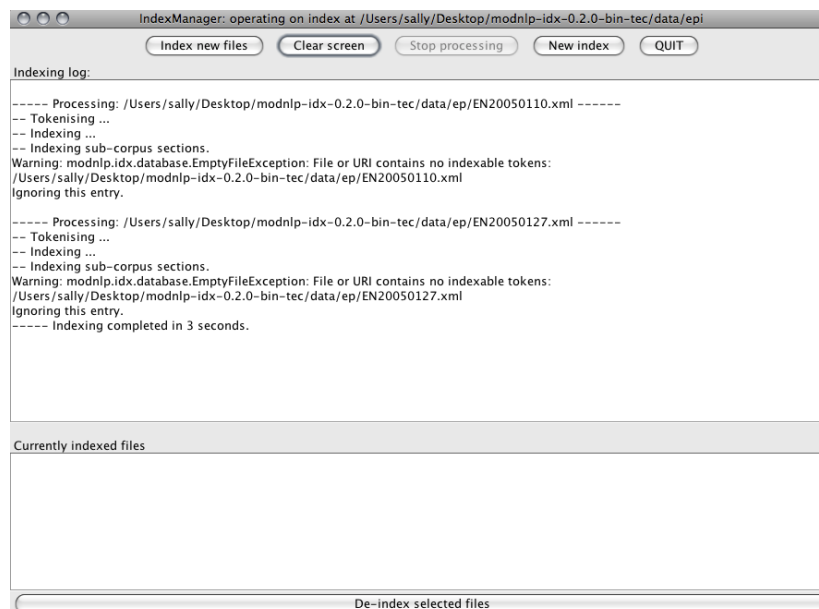 IndexManager: operating on index at /Users/sally/Desktop/modnlp-idx-0.2.0-bin-tec/data/epi
Index new files Clear screen Stop processing New index QUIT
Indexing log:
----- Processing: /Users/sally/Desktop/modnlp-idx-0.2.0-bin-tec/data/ep/EN20050110.xml ------
-- Tokenising ...
-- Indexing ...
-- Indexing sub-corpus sections.
Warning: modnlp.idx.database.EmptyFileException: File or URI contains no indexable tokens:
/Users/sally/Desktop/modnlp-idx-0.2.0-bin-tec/data/ep/EN20050110.xml
Ignoring this entry.
----- Processing: /Users/sally/Desktop/modnlp-idx-0.2.0-bin-tec/data/ep/EN20050127.xml ------
-- Tokenising ...
-- Indexing ...
-- Indexing sub-corpus sections.
Warning: modnlp.idx.database.EmptyFileException: File or URI contains no indexable tokens:
/Users/sally/Desktop/modnlp-idx-0.2.0-bin-tec/data/ep/EN20050127.xml
Ignoring this entry.
----- Indexing completed in 3 seconds.
Currently indexed files
De-index selected files